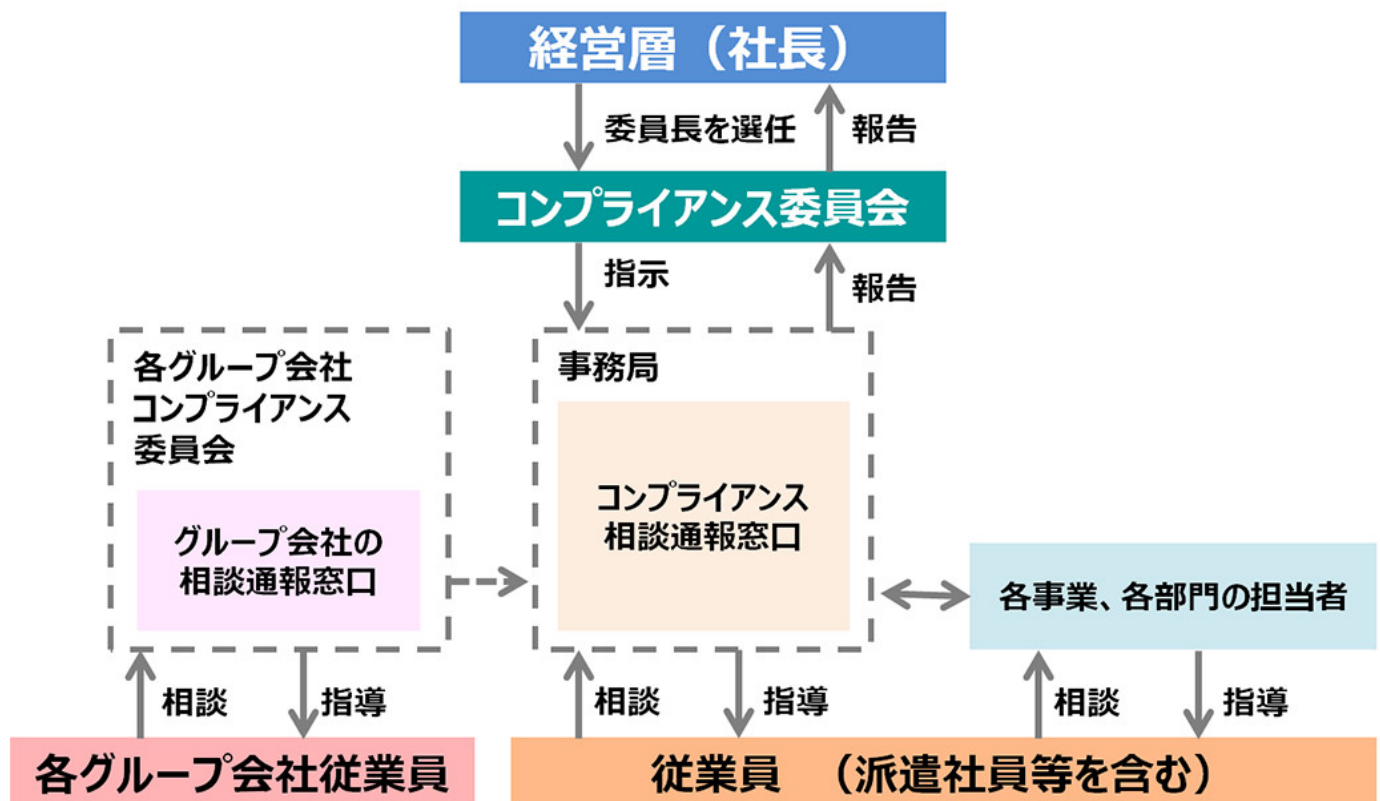 経営層（社長）
委員長を選任
報告
コンプライアンス委員会
指示
報告
各グループ会社
コンプライアンス
委員会
グループ会社の
相談通報窓口
事務局
コンプライアンス
相談通報窓口
各事業、各部門の担当者
相談
指導
相談
指導
相談
指導
各グループ会社従業員
従業員　（派遣社員等を含む）